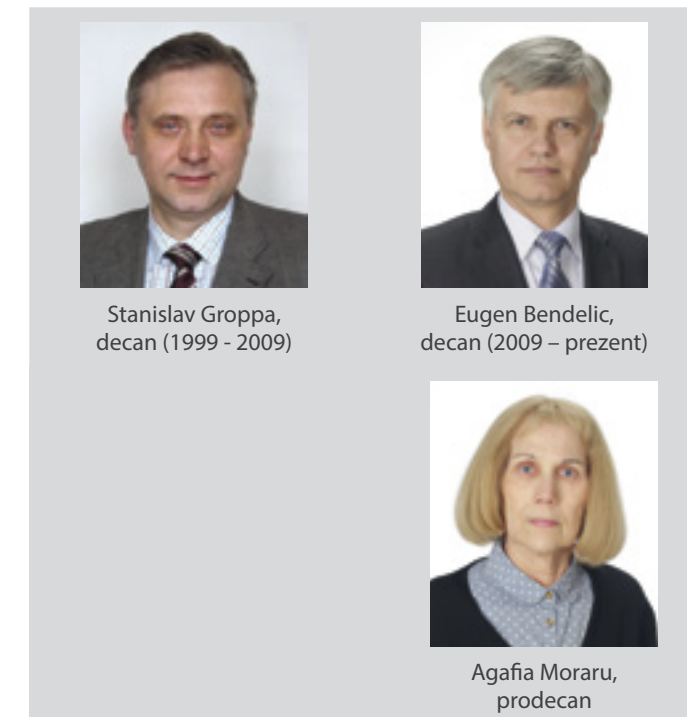 Stanislav Groppa,
decan (1999 - 2009)
Eugen Bendelic,
decan (2009 – prezent)
Agafia Moraru,
prodecan